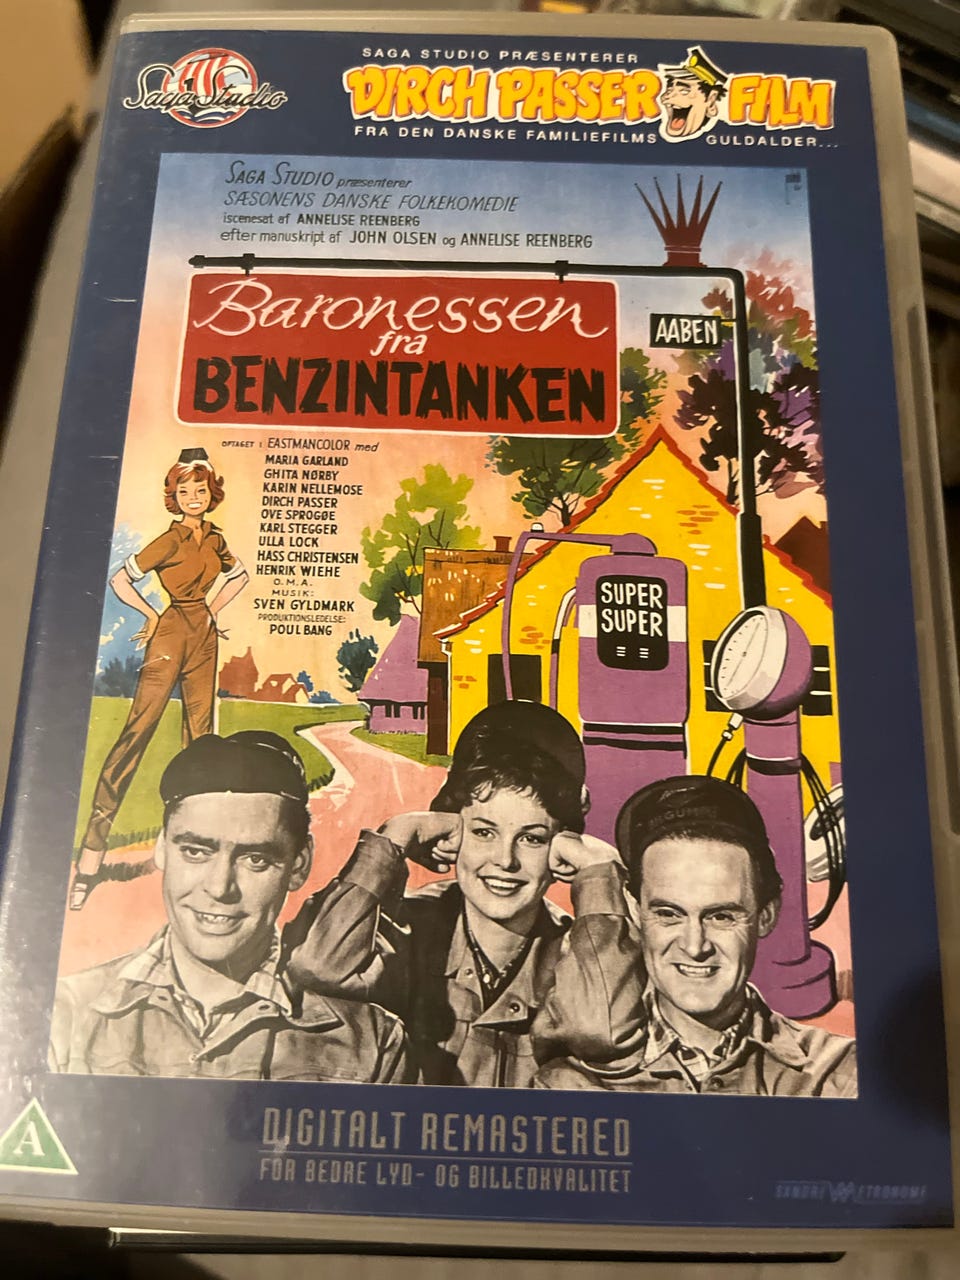 Saga Studio
SAGA STUDIO PRÆSENTERER
DIRCH PASSER FILM
FRA DEN DANSKE FAMILIEFILMS GULDALDER...
SAGA STUDIO præsenterer
SÆSONENS DANSKE FOLKEKOMEDIE
iscenesat af ANNELISE REENBERG
efter manuskript af JOHN OLSEN og ANNELISE REENBERG
Baronessen
fra
BENZINTANKEN
AABEN
OPTAGET I EASTMANCOLOR med
MARIA GARLAND
GHITA NØRBY
KARIN NELLEMOSE
DIRCH PASSER
OVE SPROGØE
KARL STEGGER
ULLA LOCK
HASS CHRISTENSEN
HENRIK WIEHE
O.M.A.
MUSIK:
SVEN GYLDMARK
PRODUKTIONSLEDELSE:
POUL BANG
SUPER
SUPER
A
DIGITALT REMASTERED
FOR BEDRE LYD- OG BILLEDKVALITET
SANDREW METRONOME